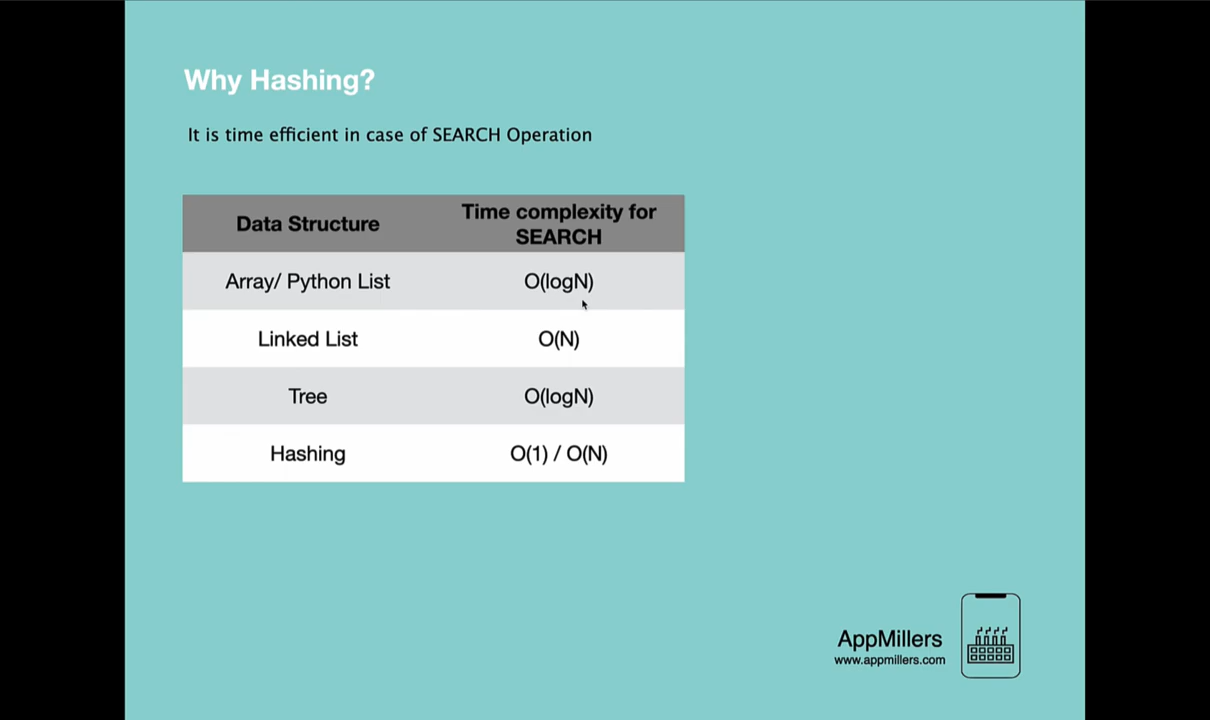 Why Hashing?
It is time efficient in case of SEARCH Operation
Data Structure
Time complexity for
SEARCH
Array/ Python List
O(logN)
Linked List
O(N)
Tree
O(logN)
Hashing
O(1) / O(N)
AppMillers
www.appmillers.com